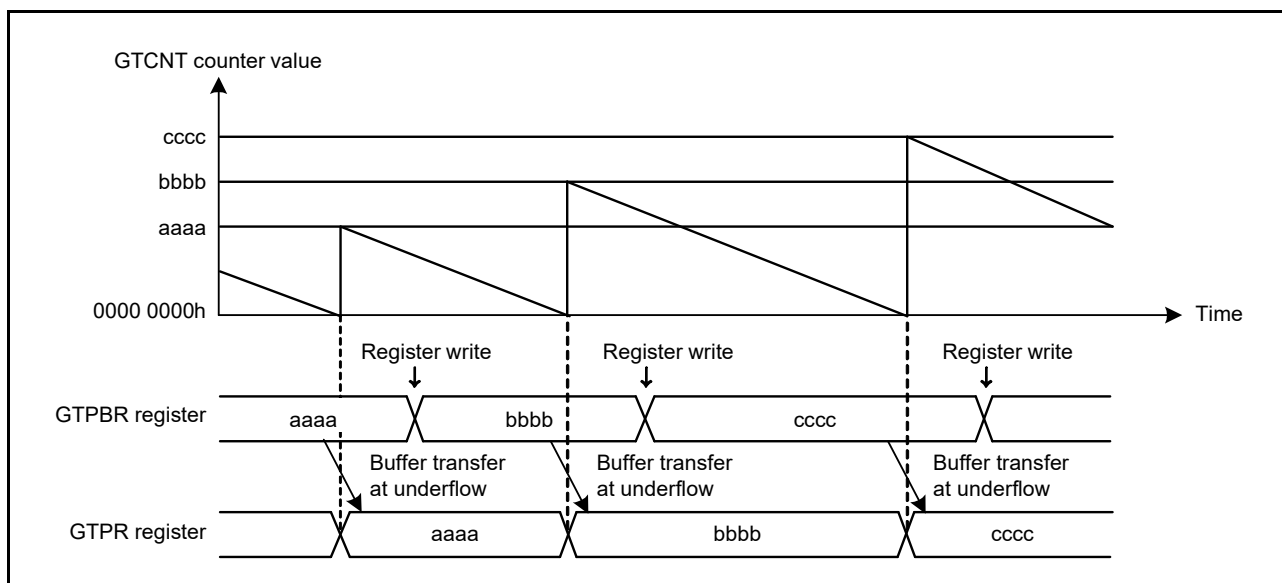 GTCNT counter value
cccc
bbbb
aaaa
0000 0000h
Time
Register write
Register write
Register write
GTPBR register
aaaa
bbbb
cccc
Buffer transfer
at underflow
Buffer transfer
at underflow
Buffer transfer
at underflow
GTPR register
aaaa
bbbb
cccc